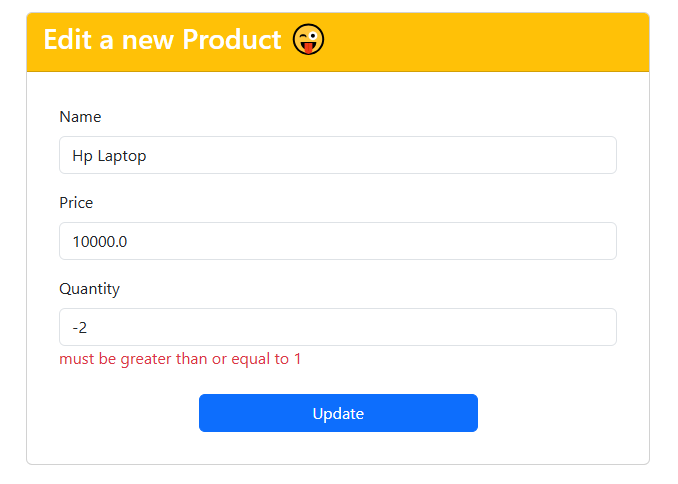 Edit a new Product 😜
Name
Hp Laptop
Price
10000.0
Quantity
-2
must be greater than or equal to 1
Update